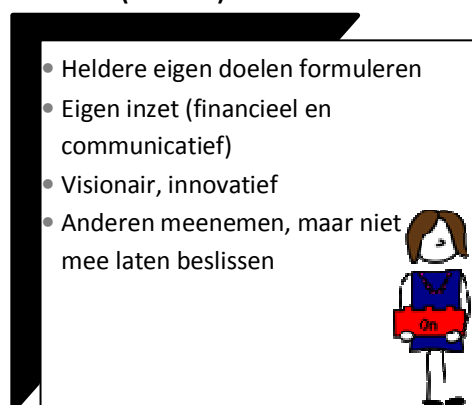 • Heldere eigen doelen formuleren
• Eigen inzet (financieel en
communicatief)
• Visionair, innovatief
• Anderen meenemen, maar niet
mee laten beslissen